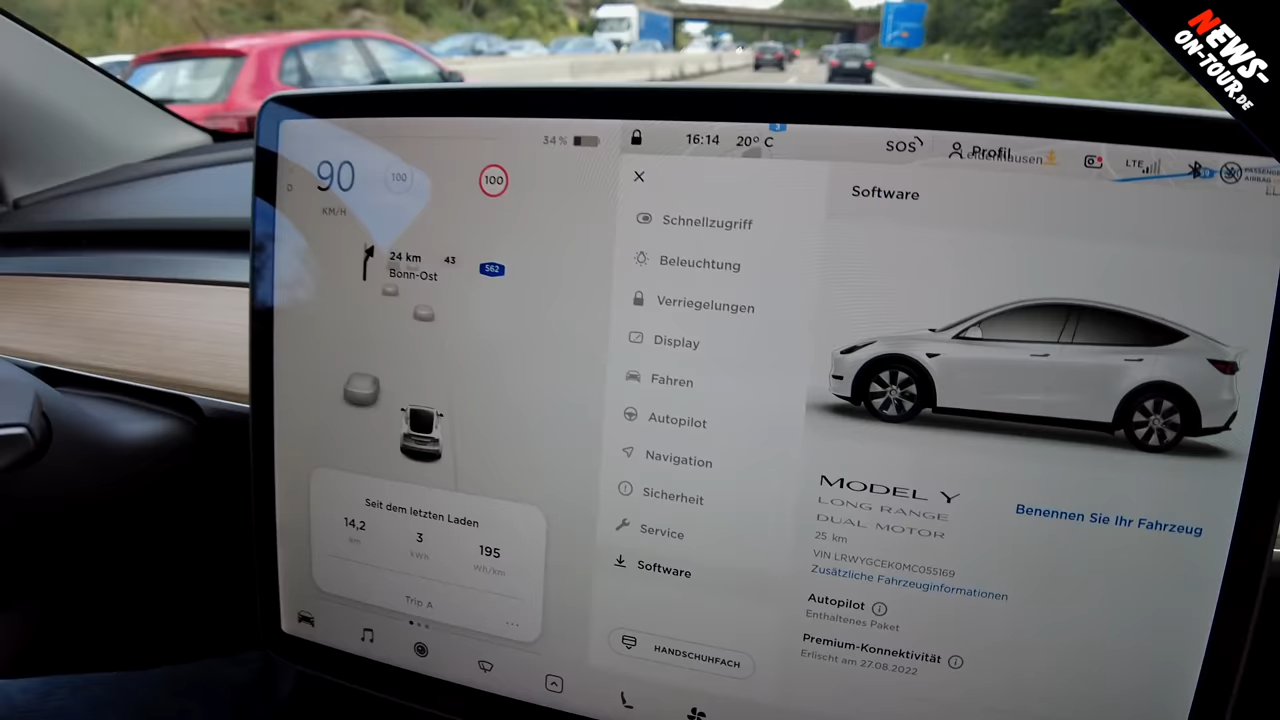 NEWS-
ON-TOUR.DE
34 %
16:14
20° C
3
SOS
Profil
LTE
PASSENGER
AIRBAG
D
90
KM/H
100
100
24 km
43
Bonn-Ost
562
Software
Schnellzugriff
Beleuchtung
Verriegelungen
Display
Fahren
Autopilot
Navigation
Sicherheit
Service
Software
HANDSCHUHFACH
Seit dem letzten Laden
14,2
3
195
km
kWh
Wh/km
Trip A
...
MODEL Y
LONG RANGE
DUAL MOTOR
Benennen Sie Ihr Fahrzeug
25 km
VIN LRWYGCEK0MC055169
Zusätzliche Fahrzeuginformationen
Autopilot
Enthaltenes Paket
Premium-Konnektivität
Erlischt am 27.08.2022